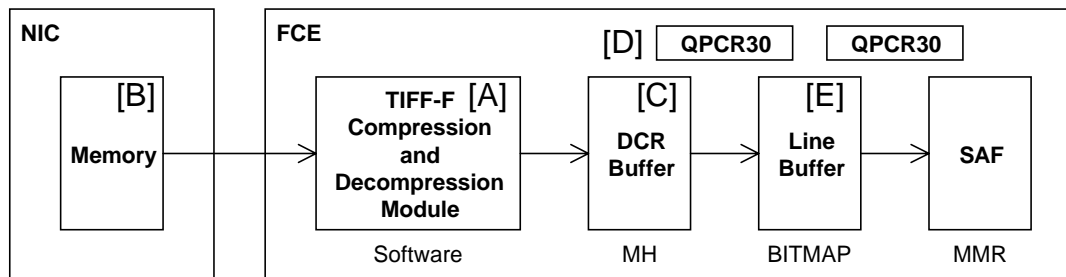 NIC
FCE
[D] QPCR30 QPCR30
[B]
Memory
TIFF-F [A]
Compression
and
Decompression
Module
[C]
DCR
Buffer
[E]
Line
Buffer
SAF
Software
MH
BITMAP
MMR